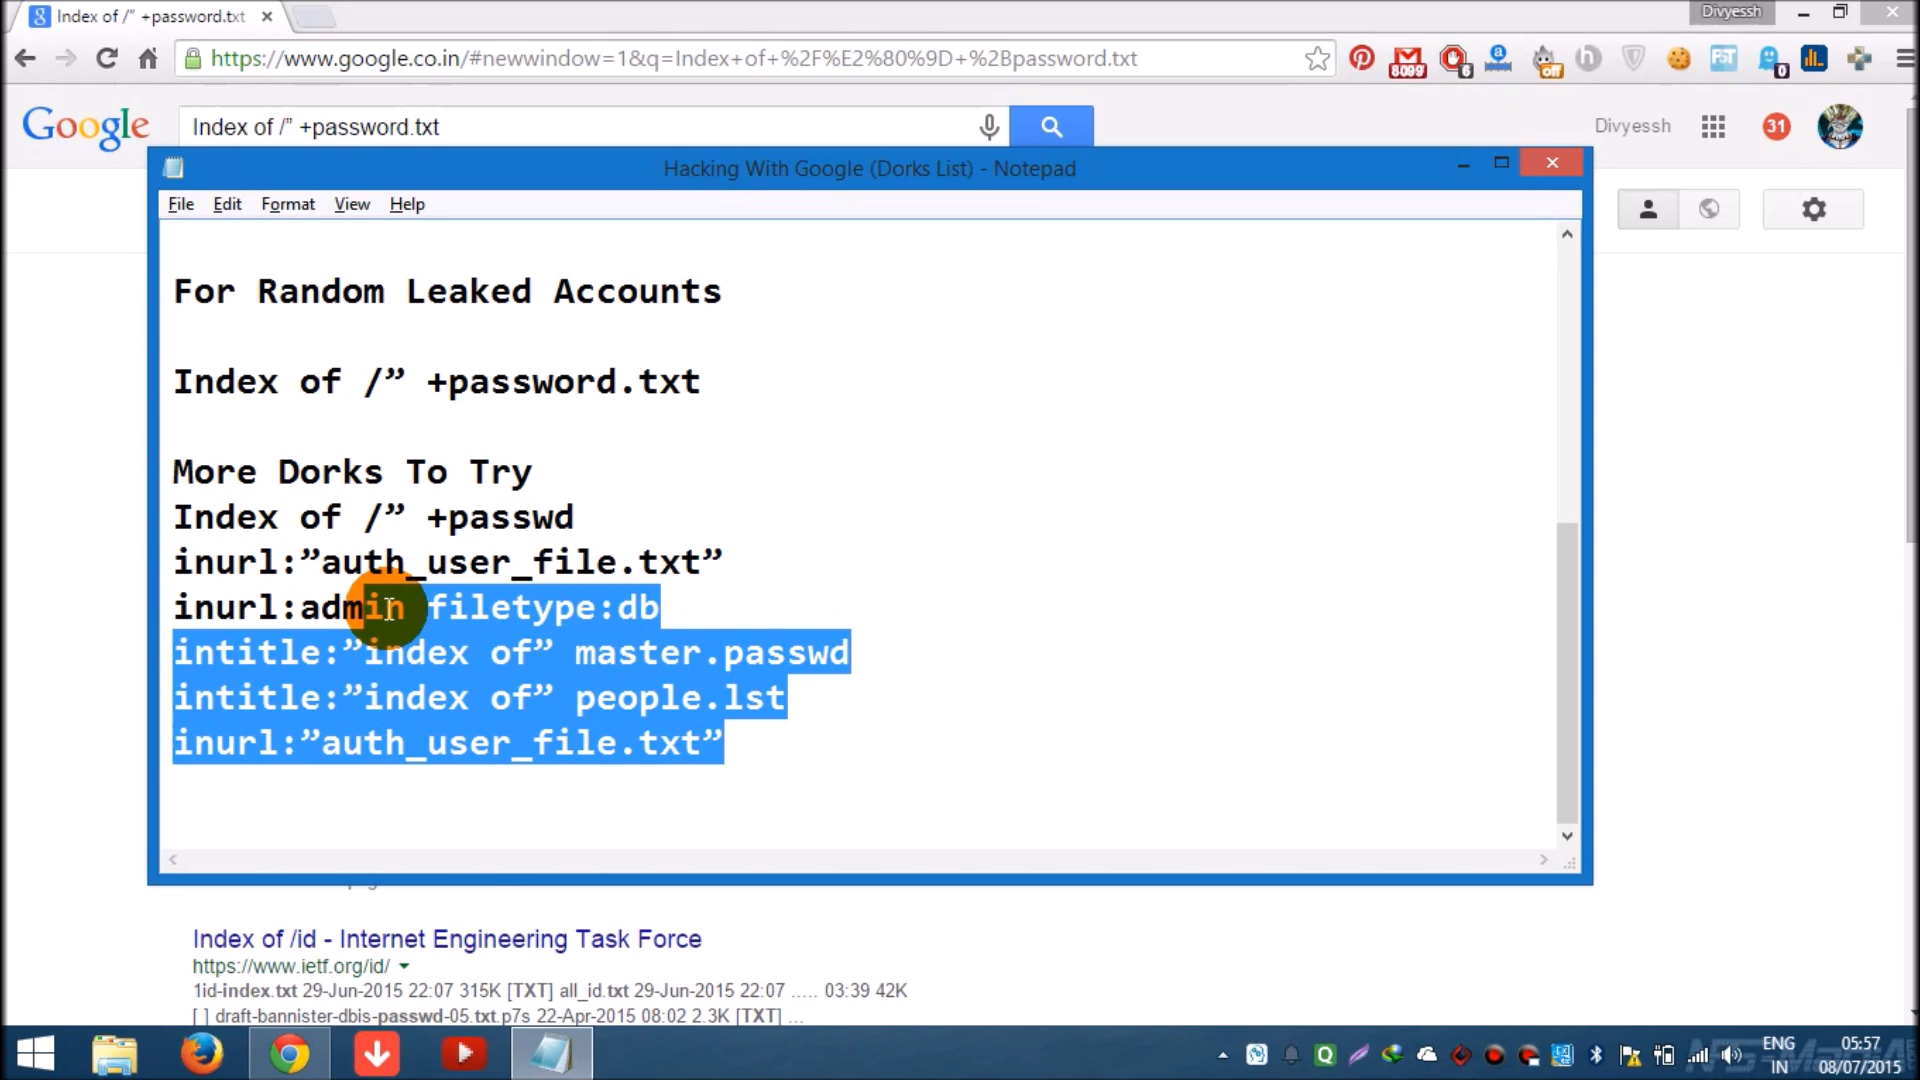 Index of /” +password.txt
Divyessh
https://www.google.co.in/#newwindow=1&q=Index+of+%2F%E2%80%9D+%2Bpassword.txt
8099
6
off
0
Google
Index of /” +password.txt
Divyessh
31
Hacking With Google (Dorks List) - Notepad
File Edit Format View Help
For Random Leaked Accounts
Index of /” +password.txt
More Dorks To Try
Index of /” +passwd
inurl:”auth_user_file.txt”
inurl:admin filetype:db
intitle:”index of” master.passwd
intitle:”index of” people.lst
inurl:”auth_user_file.txt”
Index of /id - Internet Engineering Task Force
https://www.ietf.org/id/
1id-index.txt 29-Jun-2015 22:07 315K [TXT] all_id.txt 29-Jun-2015 22:07 ..... 03:39 42K
[ ] draft-bannister-dbis-passwd-05.txt.p7s 22-Apr-2015 08:02 2.3K [TXT] ...
ENG
IN
05:57
08/07/2015